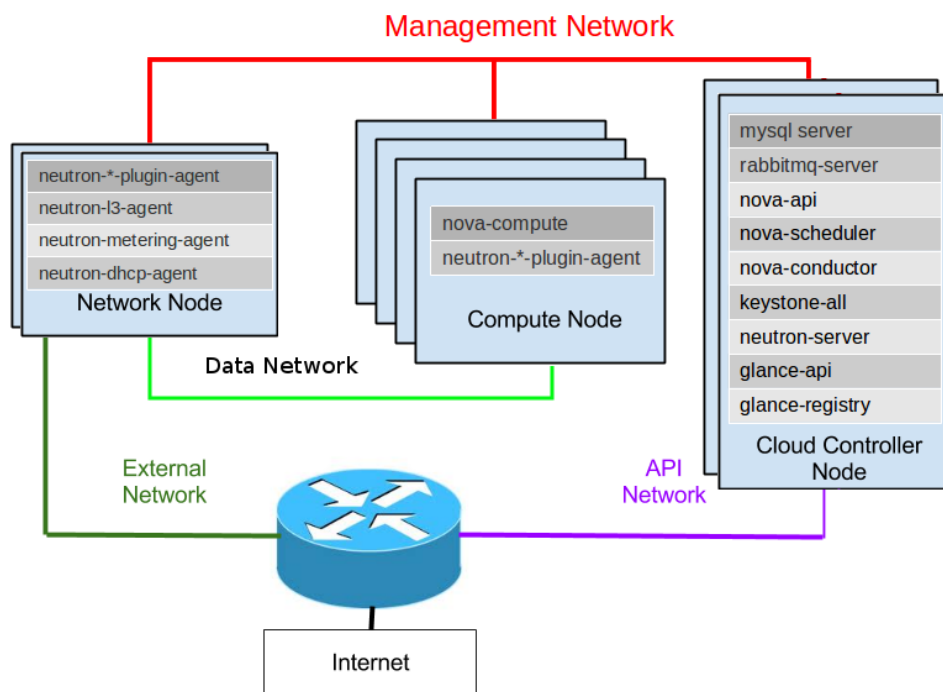 Management Network
neutron-*-plugin-agent
neutron-l3-agent
neutron-metering-agent
neutron-dhcp-agent
Network Node
nova-compute
neutron-*-plugin-agent
Compute Node
mysql server
rabbitmq-server
nova-api
nova-scheduler
nova-conductor
keystone-all
neutron-server
glance-api
glance-registry
Cloud Controller
Node
Data Network
External
Network
API
Network
Internet